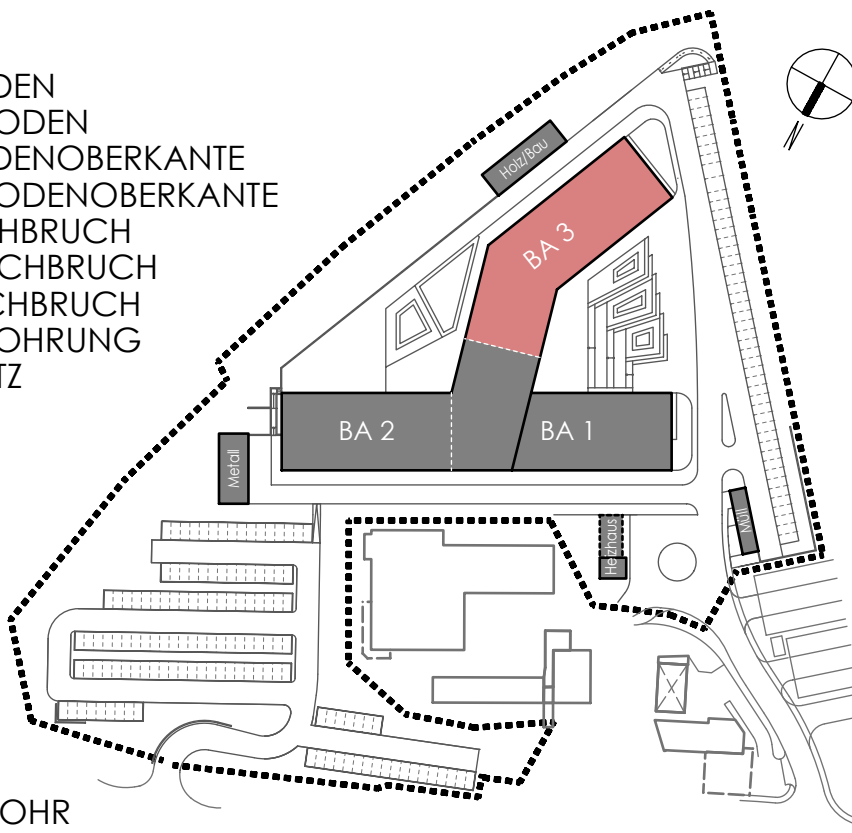 DEN
ODEN
DENOBERKANTE
ODENOBERKANTE
HBRUCH
CHBRUCH
CHBRUCH
OHRUNG
TZ
OHR
Holz/Bau
BA 3
BA 2
BA 1
Metall
Heizhaus
Müll
N